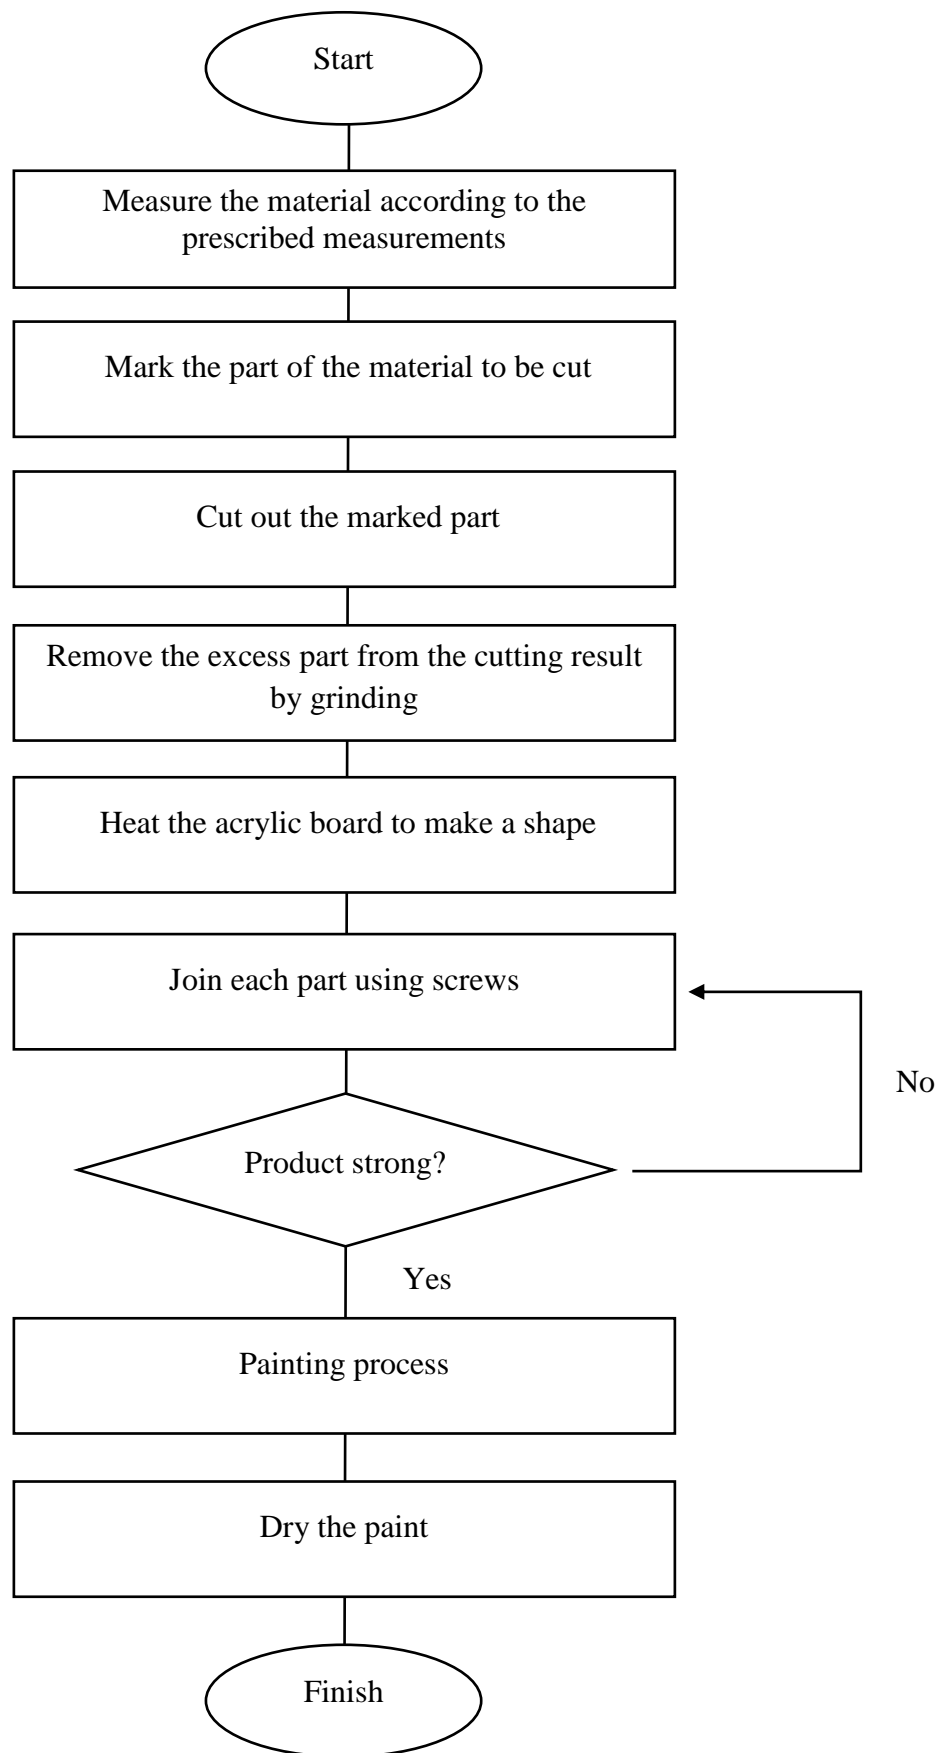 Start
Measure the material according to the
prescribed measurements
Mark the part of the material to be cut
Cut out the marked part
Remove the excess part from the cutting result
by grinding
Heat the acrylic board to make a shape
Join each part using screws
No
Product strong?
Yes
Painting process
Dry the paint
Finish